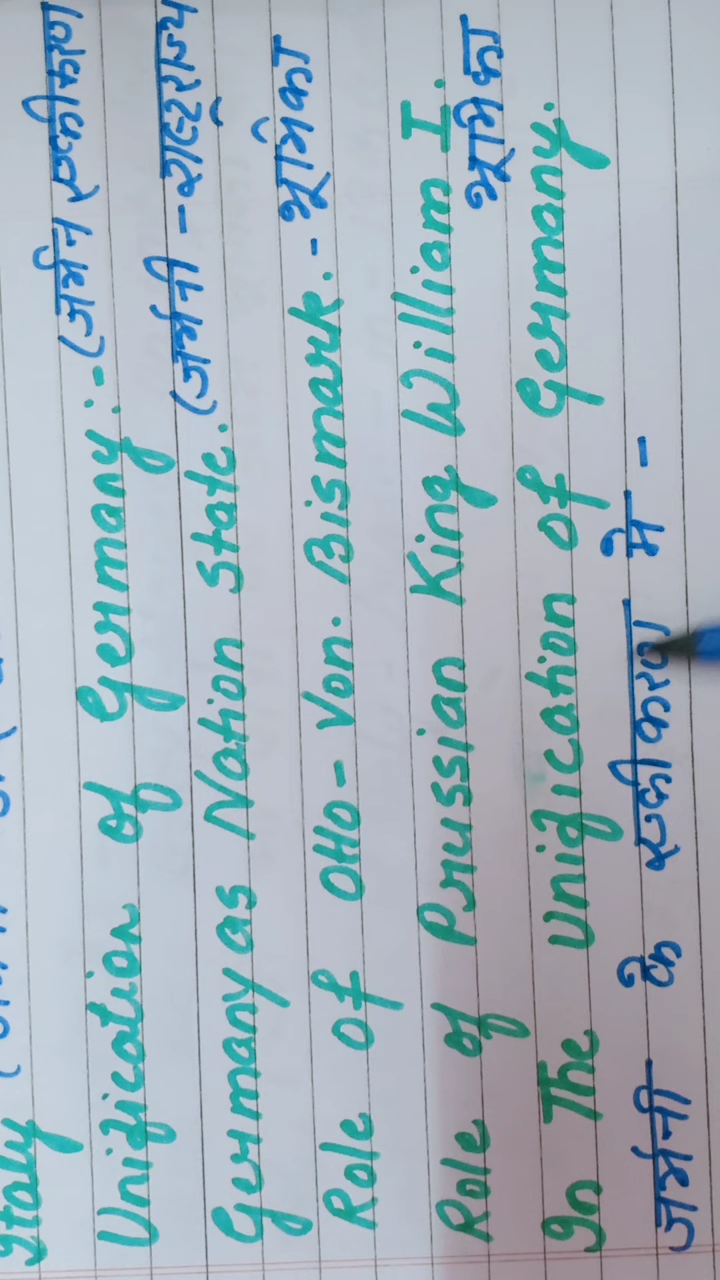 Italy
Unification of Germany:- (जर्मन एकीकरण
Germany as Nation State. (जर्मनी - राष्ट्रराज्य
Role of Otto - Von. Bismark. - भूमिका
Role of Prussian King William I. भूमिका
In The Unification of Germany.
जर्मनी के एकीकरण में -